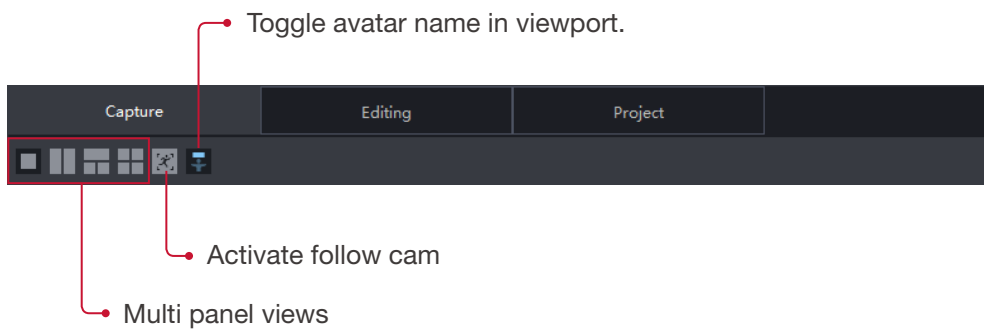 Toggle avatar name in viewport.
Capture Editing Project
Activate follow cam
Multi panel views